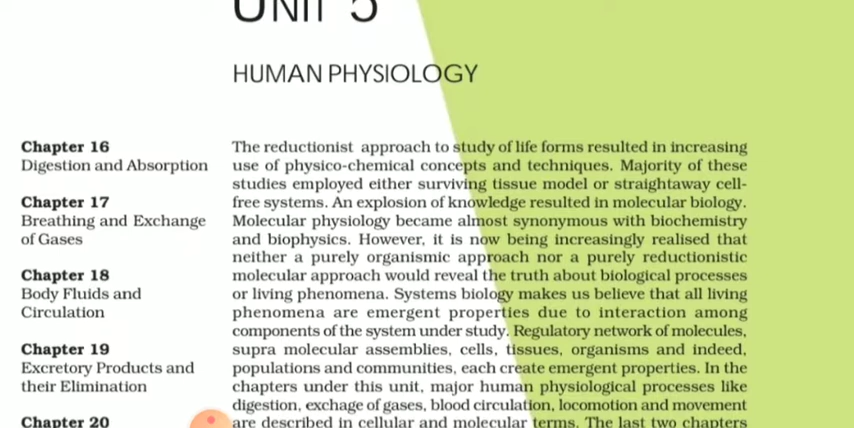 UNIT 5
HUMAN PHYSIOLOGY
Chapter 16
Digestion and Absorption
Chapter 17
Breathing and Exchange
of Gases
Chapter 18
Body Fluids and
Circulation
Chapter 19
Excretory Products and
their Elimination
Chapter 20
The reductionist approach to study of life forms resulted in increasing
use of physico-chemical concepts and techniques. Majority of these
studies employed either surviving tissue model or straightaway cell-
free systems. An explosion of knowledge resulted in molecular biology.
Molecular physiology became almost synonymous with biochemistry
and biophysics. However, it is now being increasingly realised that
neither a purely organismic approach nor a purely reductionistic
molecular approach would reveal the truth about biological processes
or living phenomena. Systems biology makes us believe that all living
phenomena are emergent properties due to interaction among
components of the system under study. Regulatory network of molecules,
supra molecular assemblies, cells, tissues, organisms and indeed,
populations and communities, each create emergent properties. In the
chapters under this unit, major human physiological processes like
digestion, exchage of gases, blood circulation, locomotion and movement
are described in cellular and molecular terms. The last two chapters